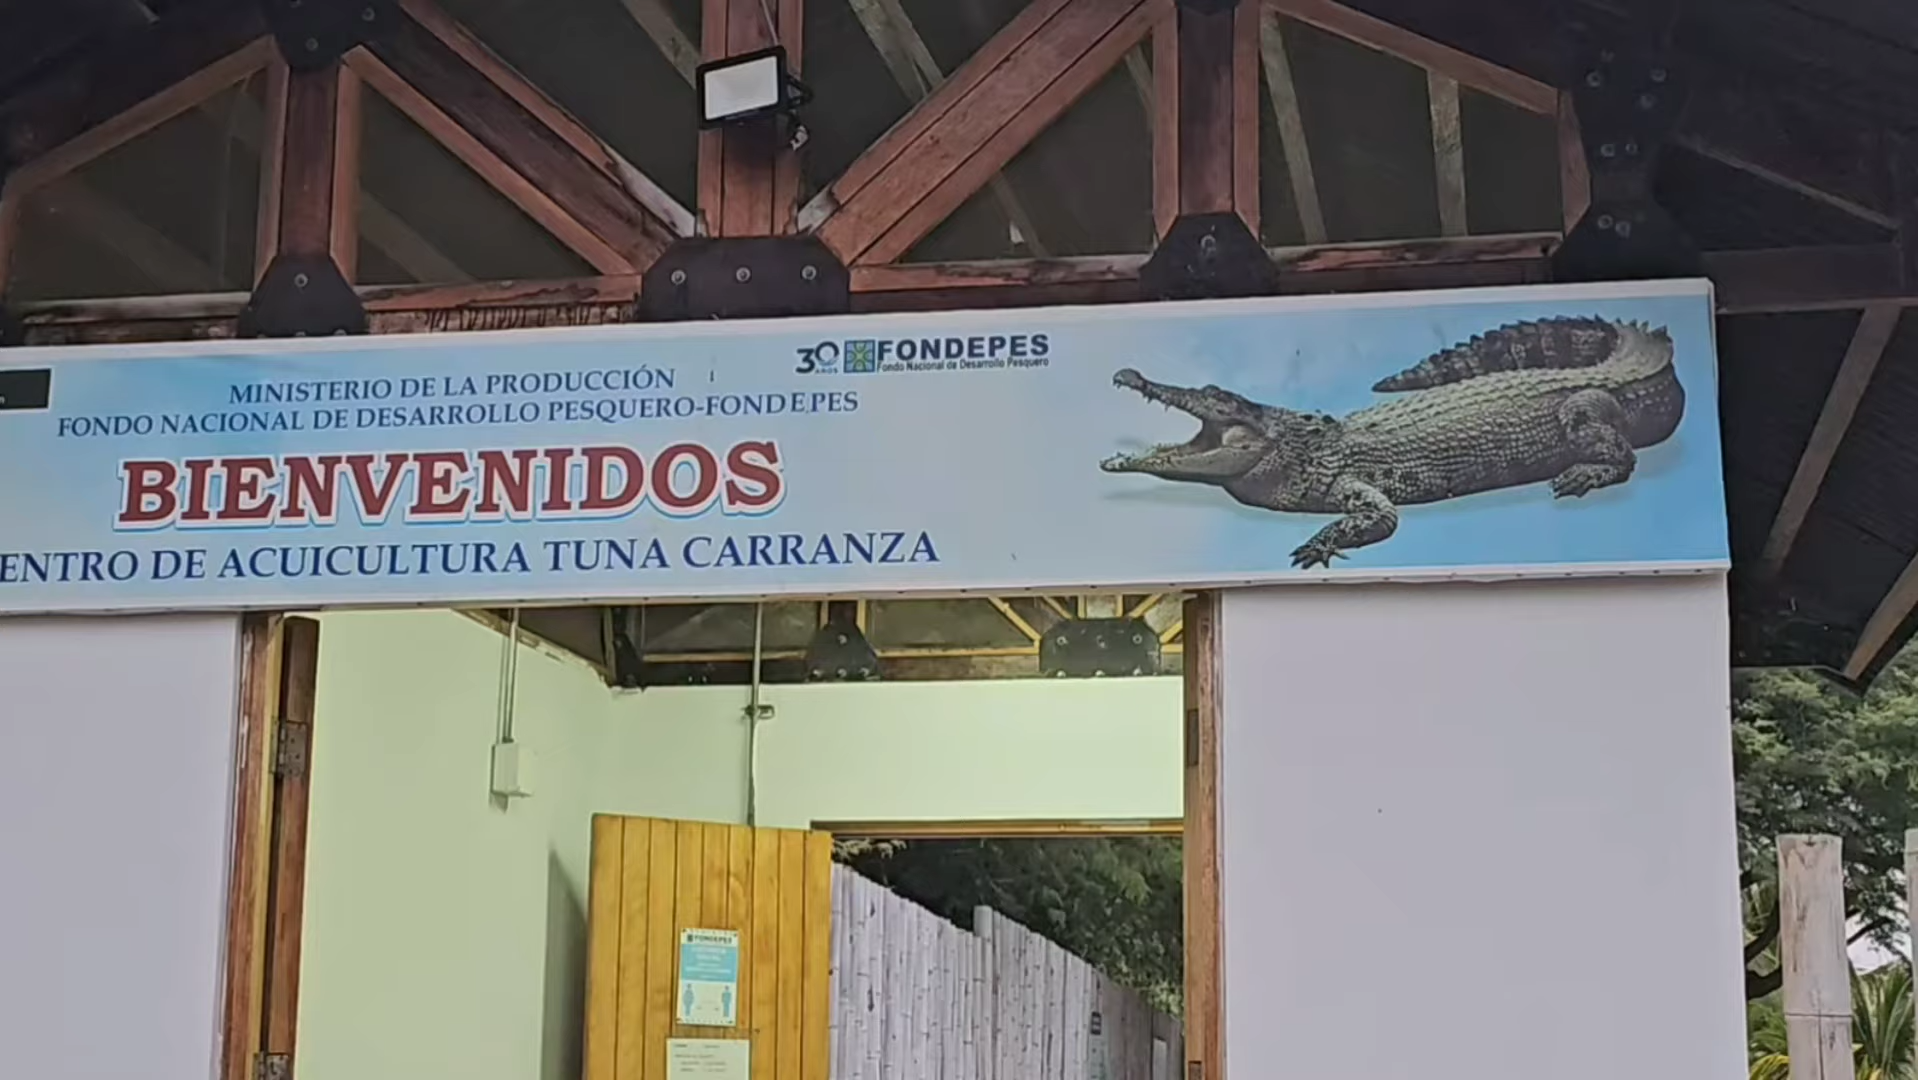 30 AÑOS FONDEPES
Fondo Nacional de Desarrollo Pesquero
MINISTERIO DE LA PRODUCCIÓN
FONDO NACIONAL DE DESARROLLO PESQUERO-FONDEPES
BIENVENIDOS
ENTRO DE ACUICULTURA TUNA CARRANZA
FONDEPES